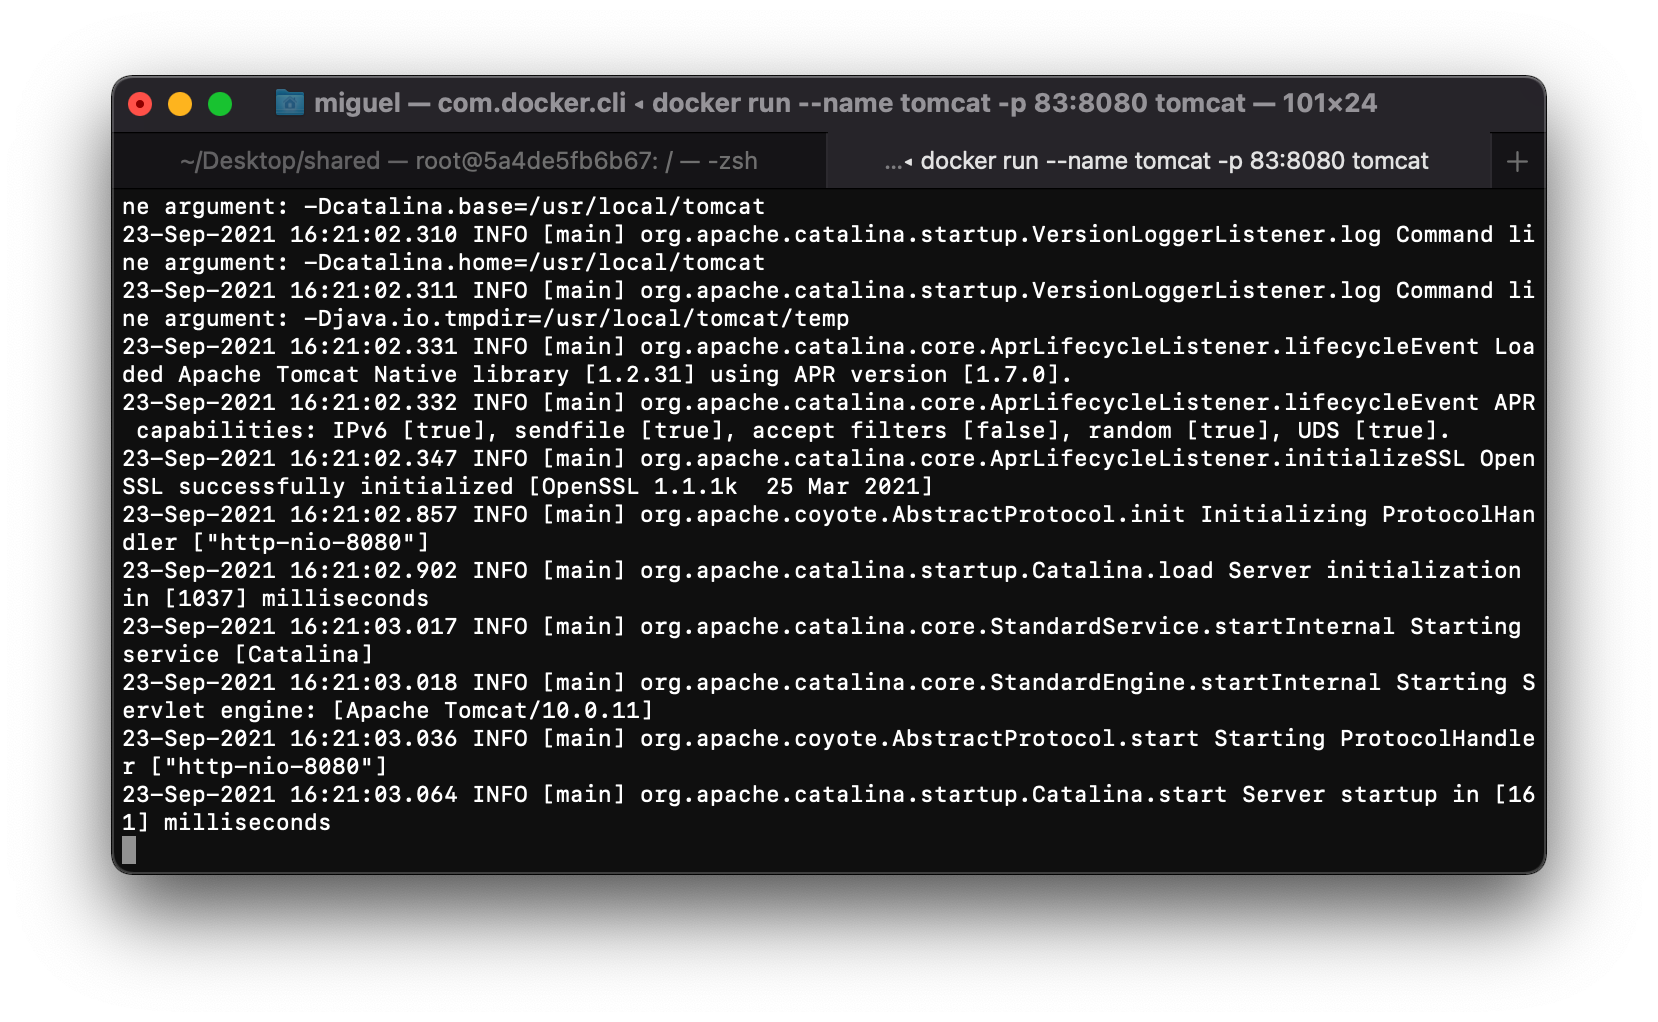 miguel — com.docker.cli ◂ docker run --name tomcat -p 83:8080 tomcat — 101×24
~/Desktop/shared — root@5a4de5fb6b67: / — -zsh
...◂ docker run --name tomcat -p 83:8080 tomcat
ne argument: -Dcatalina.base=/usr/local/tomcat
23-Sep-2021 16:21:02.310 INFO [main] org.apache.catalina.startup.VersionLoggerListener.log Command li
ne argument: -Dcatalina.home=/usr/local/tomcat
23-Sep-2021 16:21:02.311 INFO [main] org.apache.catalina.startup.VersionLoggerListener.log Command li
ne argument: -Djava.io.tmpdir=/usr/local/tomcat/temp
23-Sep-2021 16:21:02.331 INFO [main] org.apache.catalina.core.AprLifecycleListener.lifecycleEvent Loa
ded Apache Tomcat Native library [1.2.31] using APR version [1.7.0].
23-Sep-2021 16:21:02.332 INFO [main] org.apache.catalina.core.AprLifecycleListener.lifecycleEvent APR
 capabilities: IPv6 [true], sendfile [true], accept filters [false], random [true], UDS [true].
23-Sep-2021 16:21:02.347 INFO [main] org.apache.catalina.core.AprLifecycleListener.initializeSSL Open
SSL successfully initialized [OpenSSL 1.1.1k  25 Mar 2021]
23-Sep-2021 16:21:02.857 INFO [main] org.apache.coyote.AbstractProtocol.init Initializing ProtocolHan
dler ["http-nio-8080"]
23-Sep-2021 16:21:02.902 INFO [main] org.apache.catalina.startup.Catalina.load Server initialization
in [1037] milliseconds
23-Sep-2021 16:21:03.017 INFO [main] org.apache.catalina.core.StandardService.startInternal Starting
service [Catalina]
23-Sep-2021 16:21:03.018 INFO [main] org.apache.catalina.core.StandardEngine.startInternal Starting S
ervlet engine: [Apache Tomcat/10.0.11]
23-Sep-2021 16:21:03.036 INFO [main] org.apache.coyote.AbstractProtocol.start Starting ProtocolHandle
r ["http-nio-8080"]
23-Sep-2021 16:21:03.064 INFO [main] org.apache.catalina.startup.Catalina.start Server startup in [16
1] milliseconds